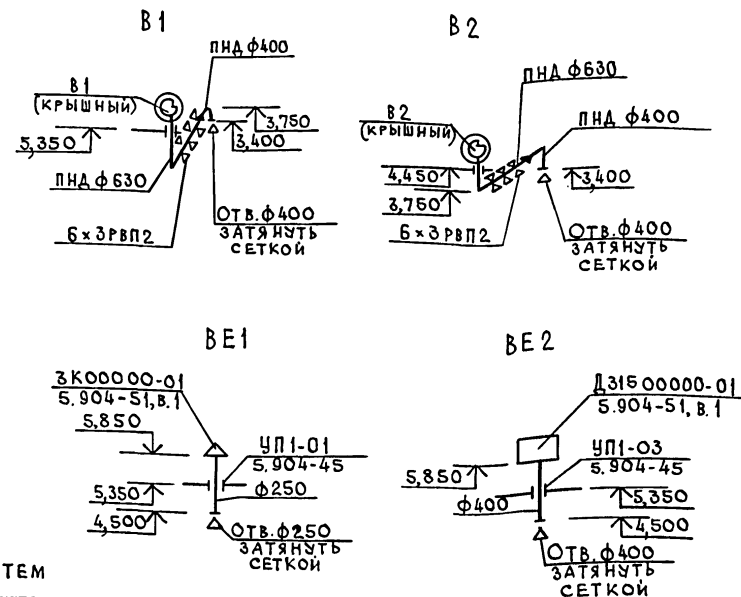 В1
ПНД ф400
В1
(КРЫШНЫЙ)
5,350
3,750
3,400
ПНД ф630
6×3РВП2
ОТВ.ф400
ЗАТЯНУТЬ
СЕТКОЙ
В2
ПНД ф630
В2
(КРЫШНЫЙ)
ПНД ф400
4,450
3,750
3,400
6×3РВП2
ОТВ.ф400
ЗАТЯНУТЬ
СЕТКОЙ
ВЕ1
ЗК00000-01
5.904-51,В.1
5,850
УП1-01
5.904-45
5,350
ф250
4,500
ОТВ.ф250
ЗАТЯНУТЬ
СЕТКОЙ
ВЕ2
Д31500000-01
5.904-51,В.1
УП1-03
5.904-45
5,850
5,350
ф400
4,500
ОТВ.ф400
ЗАТЯНУТЬ
СЕТКОЙ
ТЕМ